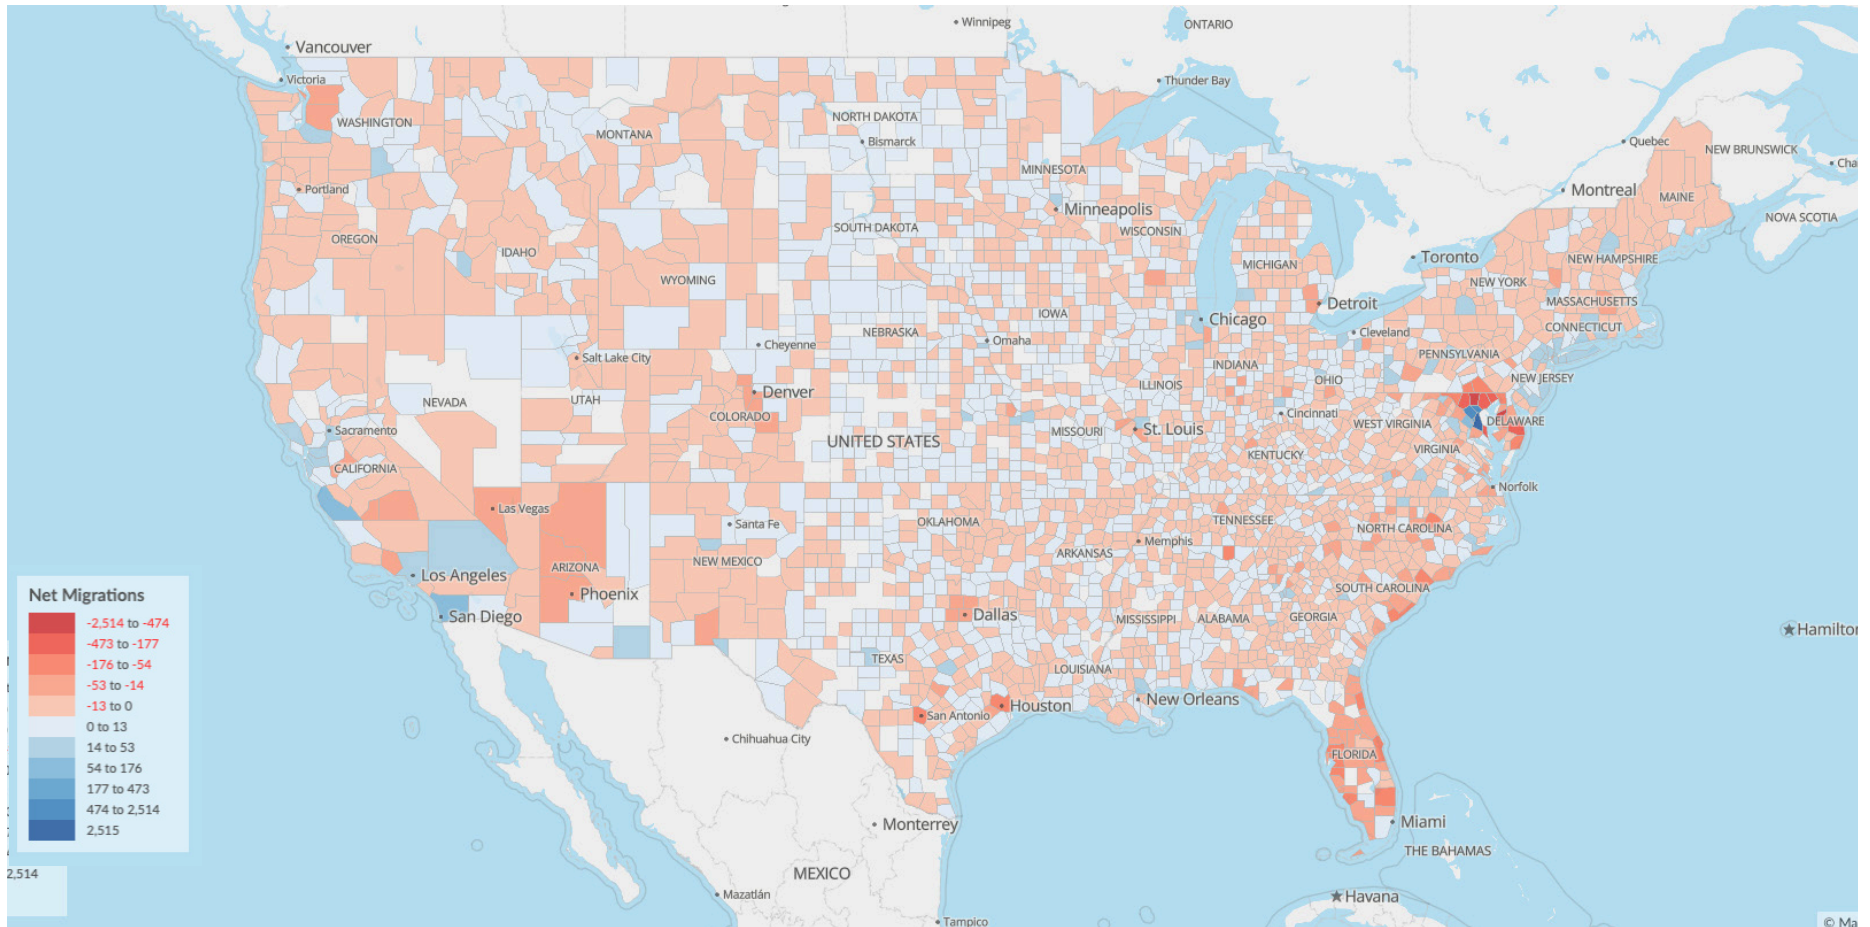 Winnipeg
ONTARIO
Vancouver
Victoria
Thunder Bay
WASHINGTON
MONTANA
NORTH DAKOTA
Bismarck
Quebec
NEW BRUNSWICK
Cha
MINNESOTA
Portland
Montreal
MAINE
Minneapolis
NOVA SCOTIA
OREGON
IDAHO
SOUTH DAKOTA
WISCONSIN
Toronto
NEW HAMPSHIRE
MICHIGAN
WYOMING
NEW YORK
Detroit
MASSACHUSETTS
IOWA
Chicago
CONNECTICUT
NEBRASKA
Cleveland
Cheyenne
Omaha
Salt Lake City
PENNSYLVANIA
INDIANA
OHIO
NEW JERSEY
Denver
ILLINOIS
NEVADA
UTAH
COLORADO
Cincinnati
WEST VIRGINIA
DELAWARE
Sacramento
UNITED STATES
MISSOURI
St. Louis
VIRGINIA
KENTUCKY
CALIFORNIA
Norfolk
Las Vegas
Santa Fe
OKLAHOMA
TENNESSEE
NORTH CAROLINA
Memphis
ARKANSAS
NEW MEXICO
ARIZONA
Los Angeles
SOUTH CAROLINA
Phoenix
San Diego
Dallas
MISSISSIPPI
ALABAMA
GEORGIA
Hamilton
TEXAS
LOUISIANA
New Orleans
San Antonio
Houston
Chihuahua City
FLORIDA
Monterrey
Miami
THE BAHAMAS
MEXICO
Mazatlán
Havana
Tampico
Net Migrations
-2,514 to -474
-473 to -177
-176 to -54
-53 to -14
-13 to 0
0 to 13
14 to 53
54 to 176
177 to 473
474 to 2,514
2,515
2,514
© Ma